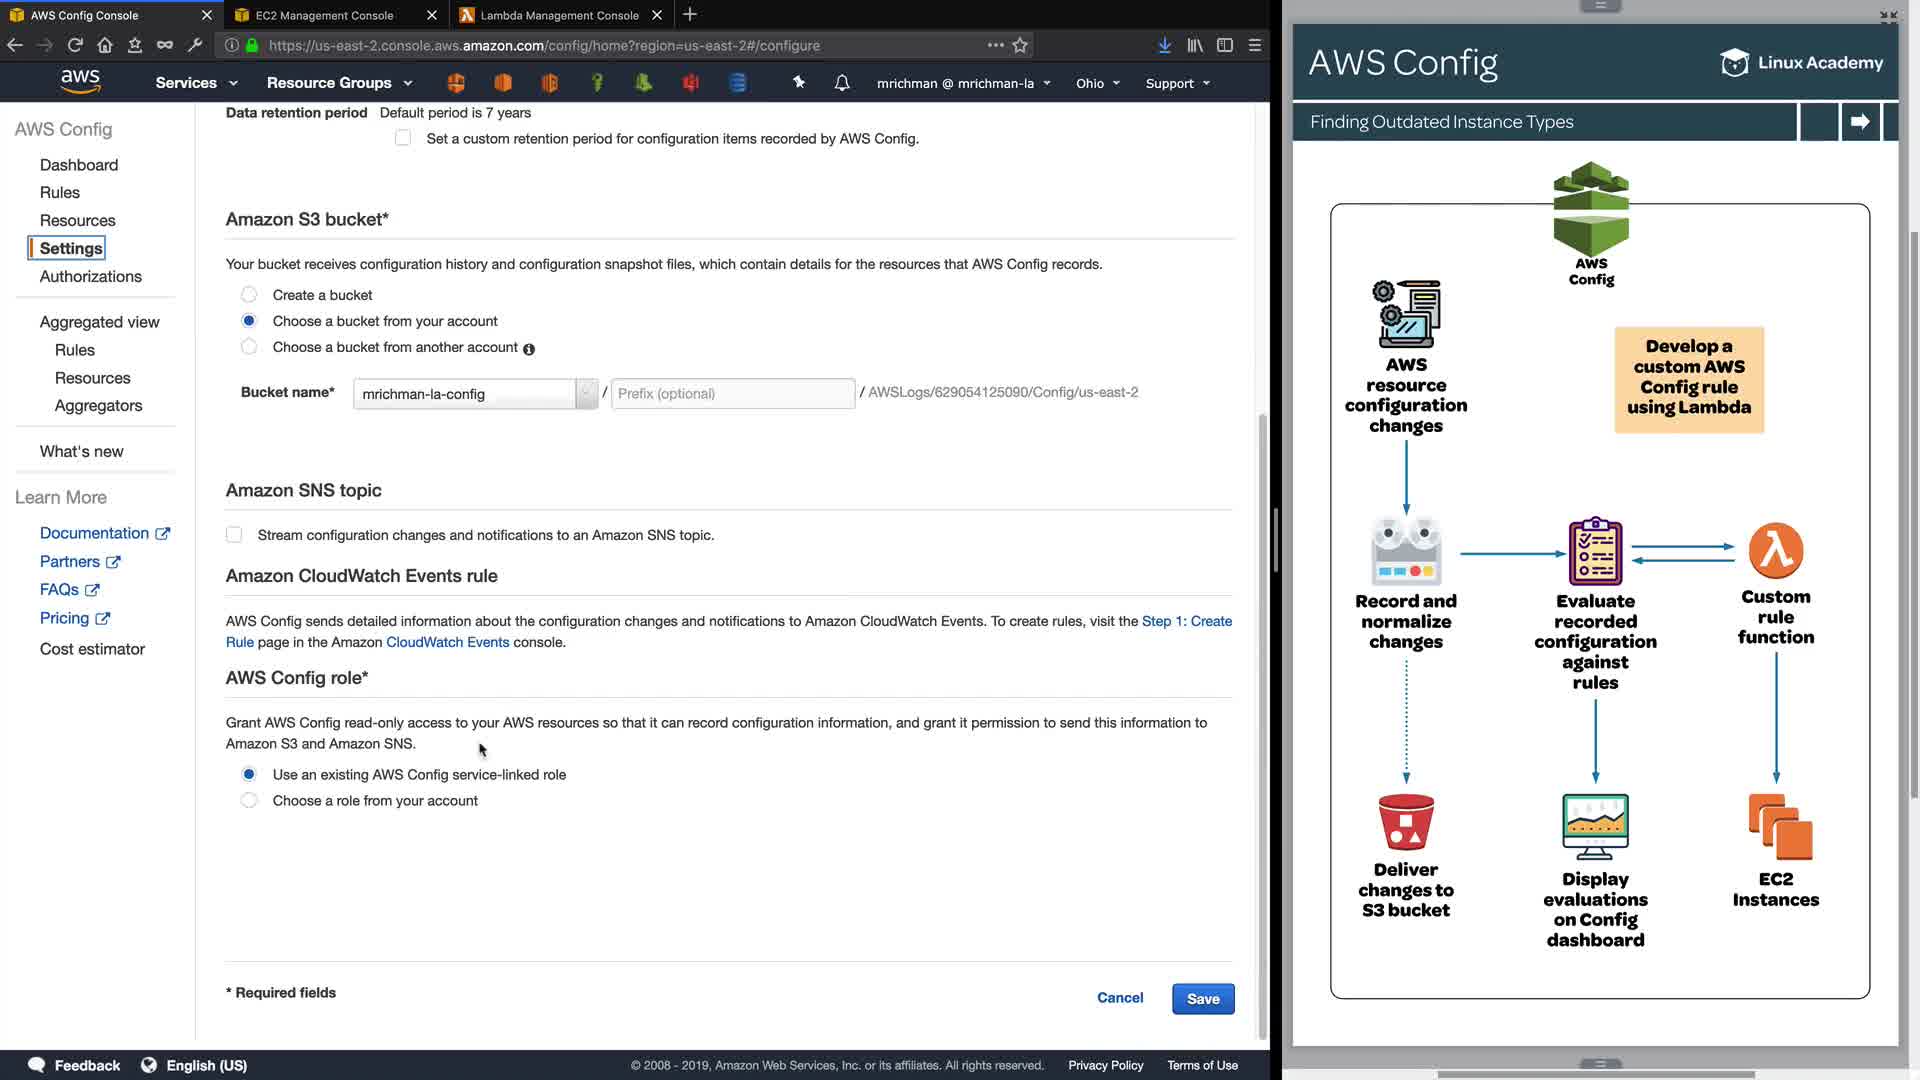 AWS Config Console
EC2 Management Console
Lambda Management Console
https://us-east-2.console.aws.amazon.com/config/home?region=us-east-2#/configure
aws
Services
Resource Groups
mrichman @ mrichman-la
Ohio
Support
AWS Config
Dashboard
Rules
Resources
Settings
Authorizations
Aggregated view
Rules
Resources
Aggregators
What's new
Learn More
Documentation
Partners
FAQs
Pricing
Cost estimator
Data retention period Default period is 7 years
Set a custom retention period for configuration items recorded by AWS Config.
Amazon S3 bucket*
Your bucket receives configuration history and configuration snapshot files, which contain details for the resources that AWS Config records.
Create a bucket
Choose a bucket from your account
Choose a bucket from another account
Bucket name* mrichman-la-config / Prefix (optional) / AWSLogs/629054125090/Config/us-east-2
Amazon SNS topic
Stream configuration changes and notifications to an Amazon SNS topic.
Amazon CloudWatch Events rule
AWS Config sends detailed information about the configuration changes and notifications to Amazon CloudWatch Events. To create rules, visit the Step 1: Create
Rule page in the Amazon CloudWatch Events console.
AWS Config role*
Grant AWS Config read-only access to your AWS resources so that it can record configuration information, and grant it permission to send this information to
Amazon S3 and Amazon SNS.
Use an existing AWS Config service-linked role
Choose a role from your account
* Required fields
Cancel
Save
Feedback
English (US)
© 2008 - 2019, Amazon Web Services, Inc. or its affiliates. All rights reserved.
Privacy Policy
Terms of Use
AWS Config
Linux Academy
Finding Outdated Instance Types
AWS
Config
AWS
resource
configuration
changes
Develop a
custom AWS
Config rule
using Lambda
Record and
normalize
changes
Evaluate
recorded
configuration
against
rules
Custom
rule
function
Deliver
changes to
S3 bucket
Display
evaluations
on Config
dashboard
EC2
Instances